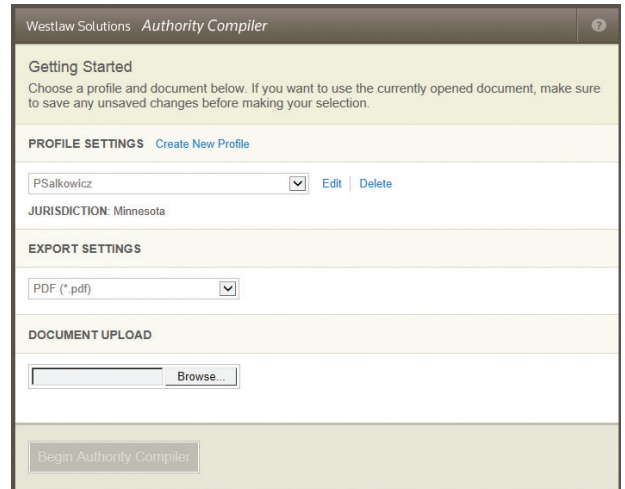 Westlaw Solutions Authority Compiler ?
Getting Started
Choose a profile and document below. If you want to use the currently opened document, make sure
to save any unsaved changes before making your selection.
PROFILE SETTINGS Create New Profile
PSalkowicz Edit | Delete
JURISDICTION: Minnesota
EXPORT SETTINGS
PDF (*.pdf)
DOCUMENT UPLOAD
Browse...
Begin Authority Compiler